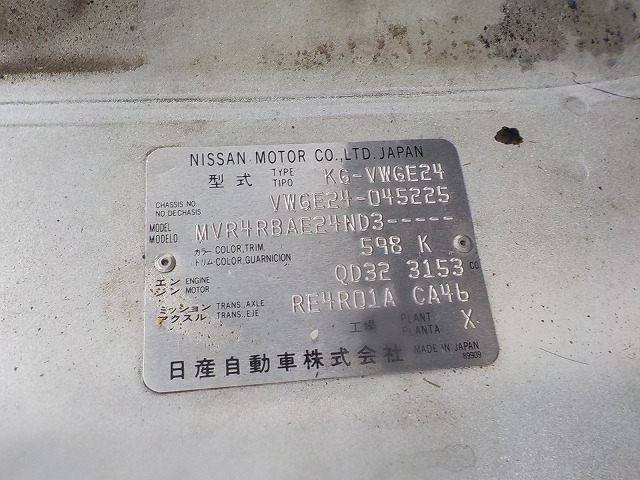 NISSAN MOTOR CO.,LTD. JAPAN
型式 TYPE TIPO KG-VWGE24
CHASSIS NO. NO. DE CHASIS VWGE24-045225
MODEL MODELO MVR4RBAE24ND3-----
カラー COLOR, TRIM
トリム COLOR, GUARNICION 598 K
エンジン ENGINE MOTOR QD32 3153 CC
ミッション アクスル TRANS., AXLE TRANS., EJE RE4R01A CA46
工場 PLANT PLANTA X
日産自動車株式会社 MADE IN JAPAN
89909